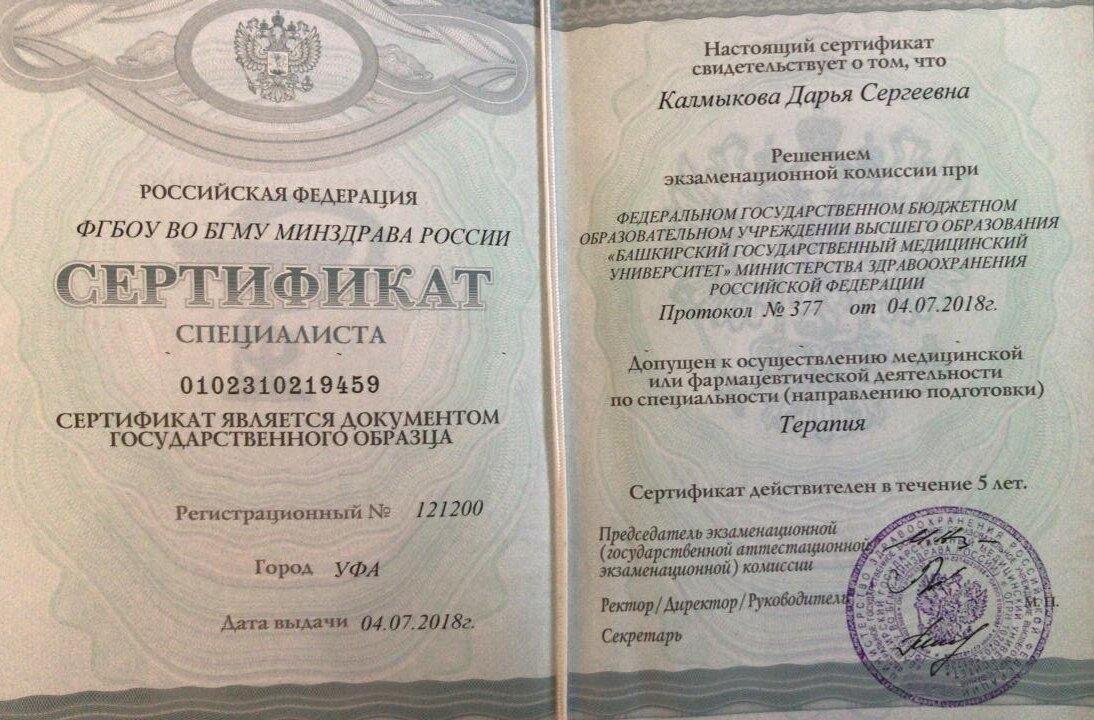 РОССИЙСКАЯ ФЕДЕРАЦИЯ
ФГБОУ ВО БГМУ МИНЗДРАВА РОССИИ
СЕРТИФИКАТ
СПЕЦИАЛИСТА
0102310219459
СЕРТИФИКАТ ЯВЛЯЕТСЯ ДОКУМЕНТОМ
ГОСУДАРСТВЕННОГО ОБРАЗЦА
Регистрационный № 121200
Город УФА
Дата выдачи 04.07.2018г.
Настоящий сертификат
свидетельствует о том, что
Калмыкова Дарья Сергеевна
Решением
экзаменационной комиссии при
ФЕДЕРАЛЬНОМ ГОСУДАРСТВЕННОМ БЮДЖЕТНОМ
ОБРАЗОВАТЕЛЬНОМ УЧРЕЖДЕНИИ ВЫСШЕГО ОБРАЗОВАНИЯ
«БАШКИРСКИЙ ГОСУДАРСТВЕННЫЙ МЕДИЦИНСКИЙ
УНИВЕРСИТЕТ» МИНИСТЕРСТВА ЗДРАВООХРАНЕНИЯ
РОССИЙСКОЙ ФЕДЕРАЦИИ
Протокол № 377 от 04.07.2018г.
Допущен к осуществлению медицинской
или фармацевтической деятельности
по специальности (направлению подготовки)
Терапия
Сертификат действителен в течение 5 лет.
Председатель экзаменационной
(государственной аттестационной
экзаменационной) комиссии
Ректор/Директор/Руководитель
М.П.
Секретарь